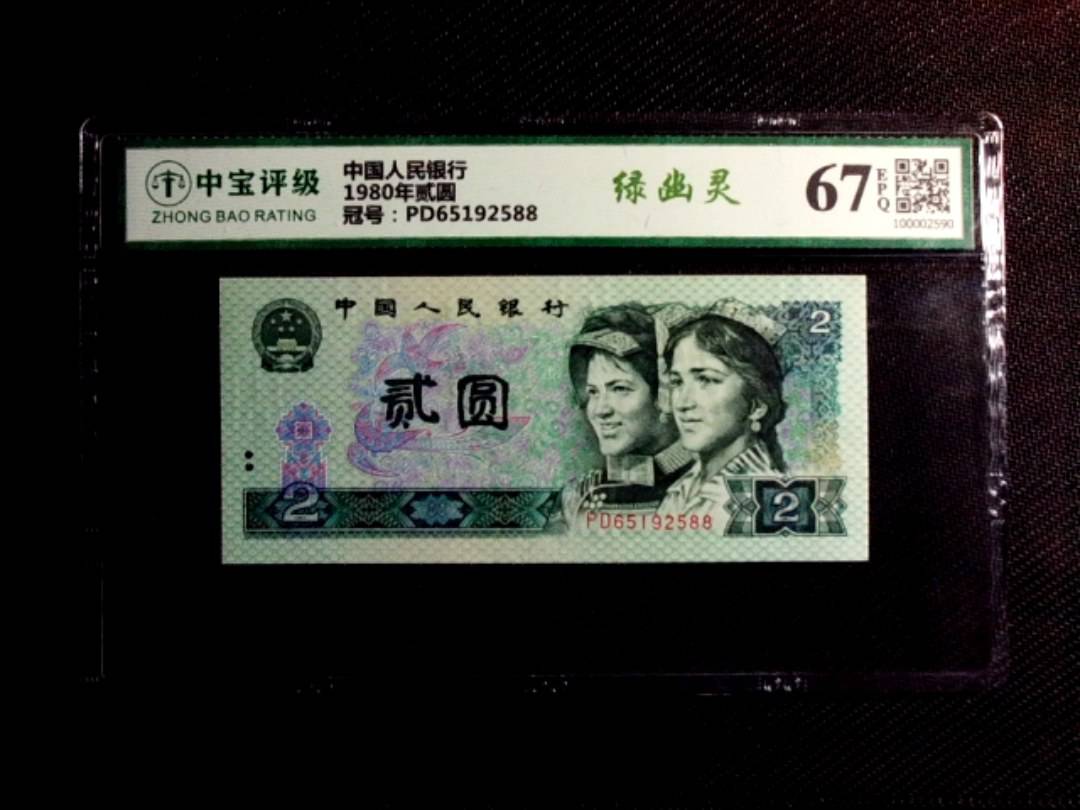 中宝评级
ZHONG BAO RATING
中国人民银行
1980年贰圆
冠号：PD65192588
绿幽灵
67
EPQ
100002590
中国人民银行
2
贰圆
2
PD65192588
2